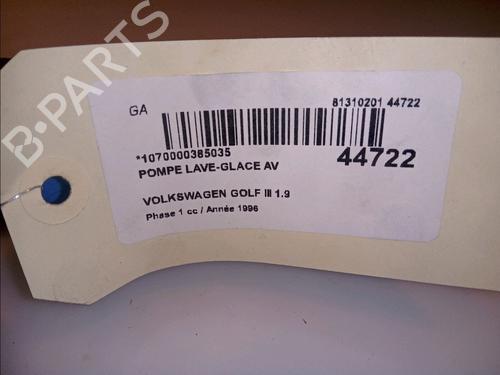 B-PARTS
GA
81310201 44722
*1070000385035
44722
POMPE LAVE-GLACE AV
VOLKSWAGEN GOLF III 1.9
Phase 1 cc / Année 1996